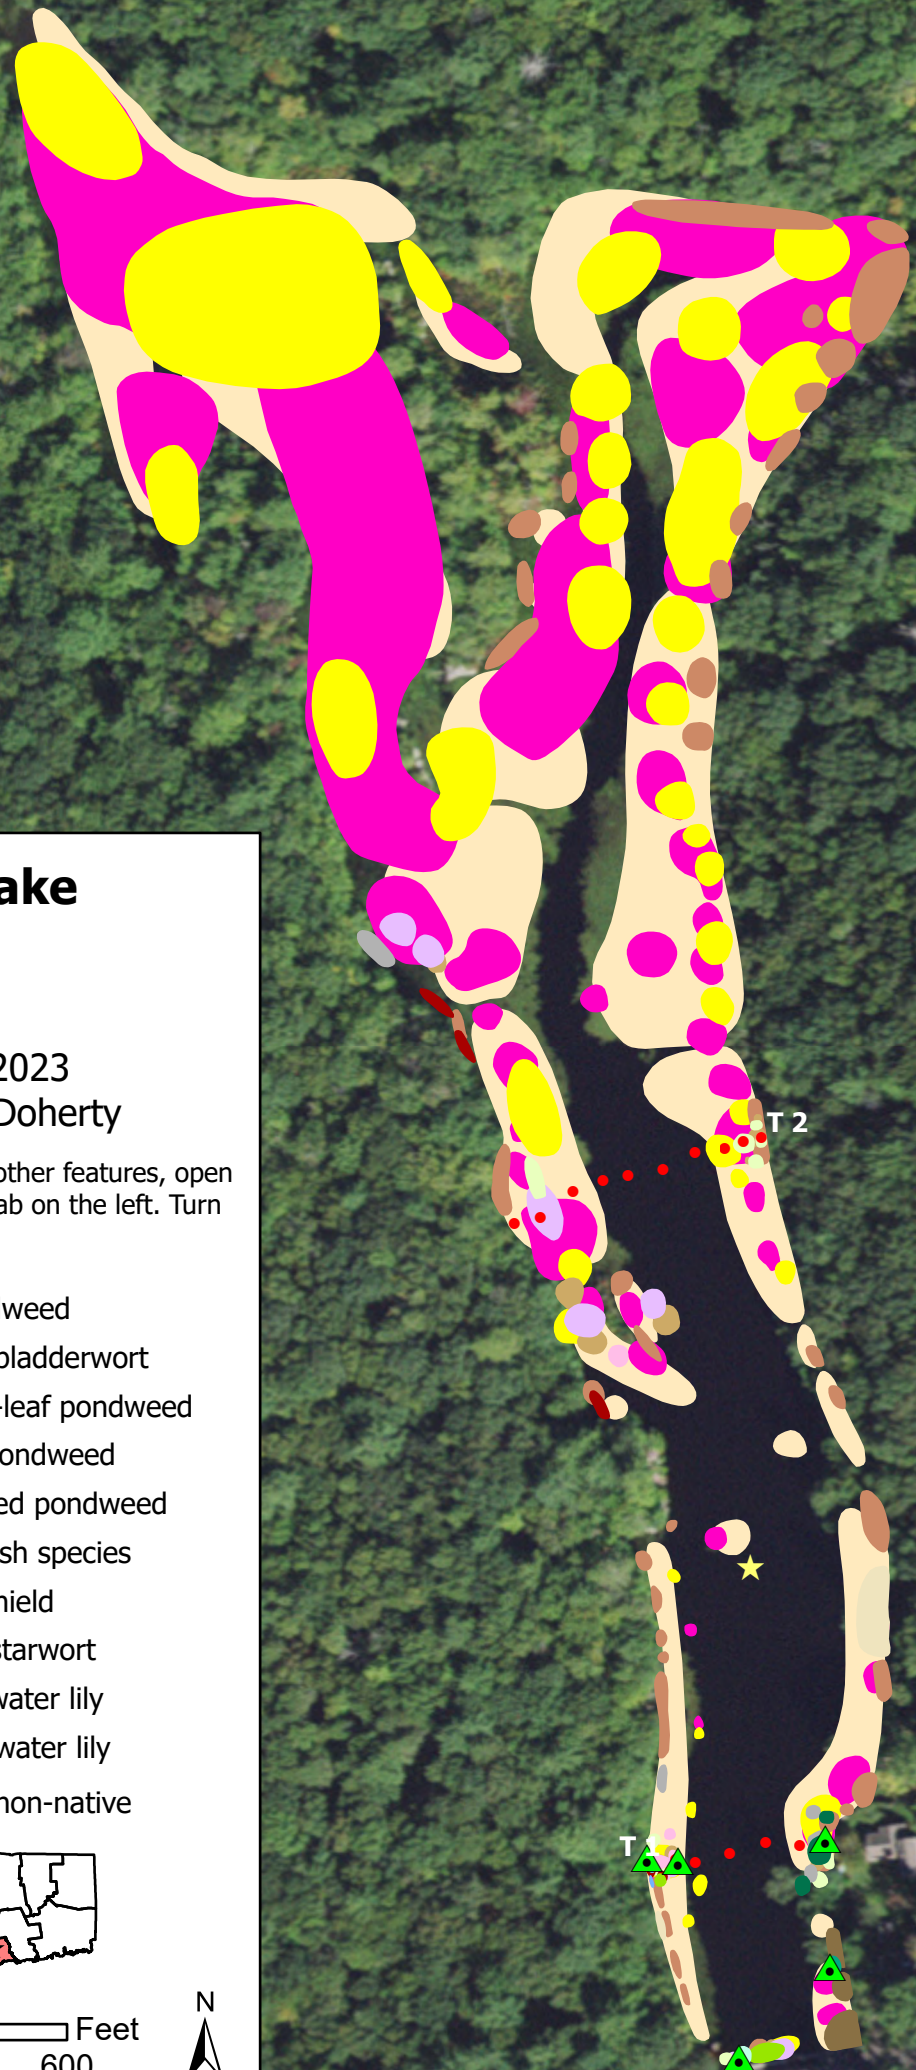 ake
2023
Doherty
other features, open
ab on the left. Turn
weed
bladderwort
-leaf pondweed
ondweed
ed pondweed
sh species
hield
starwort
water lily
water lily
non-native
N
Feet
600
T 2
T 1